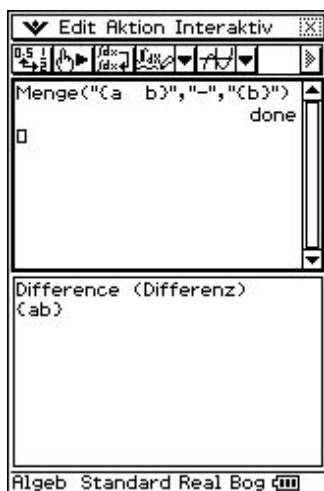 Edit Aktion Interaktiv
Menge("{a b}","-","{b}")
done
Difference (Differenz)
{ab}
Algeb Standard Real Bog